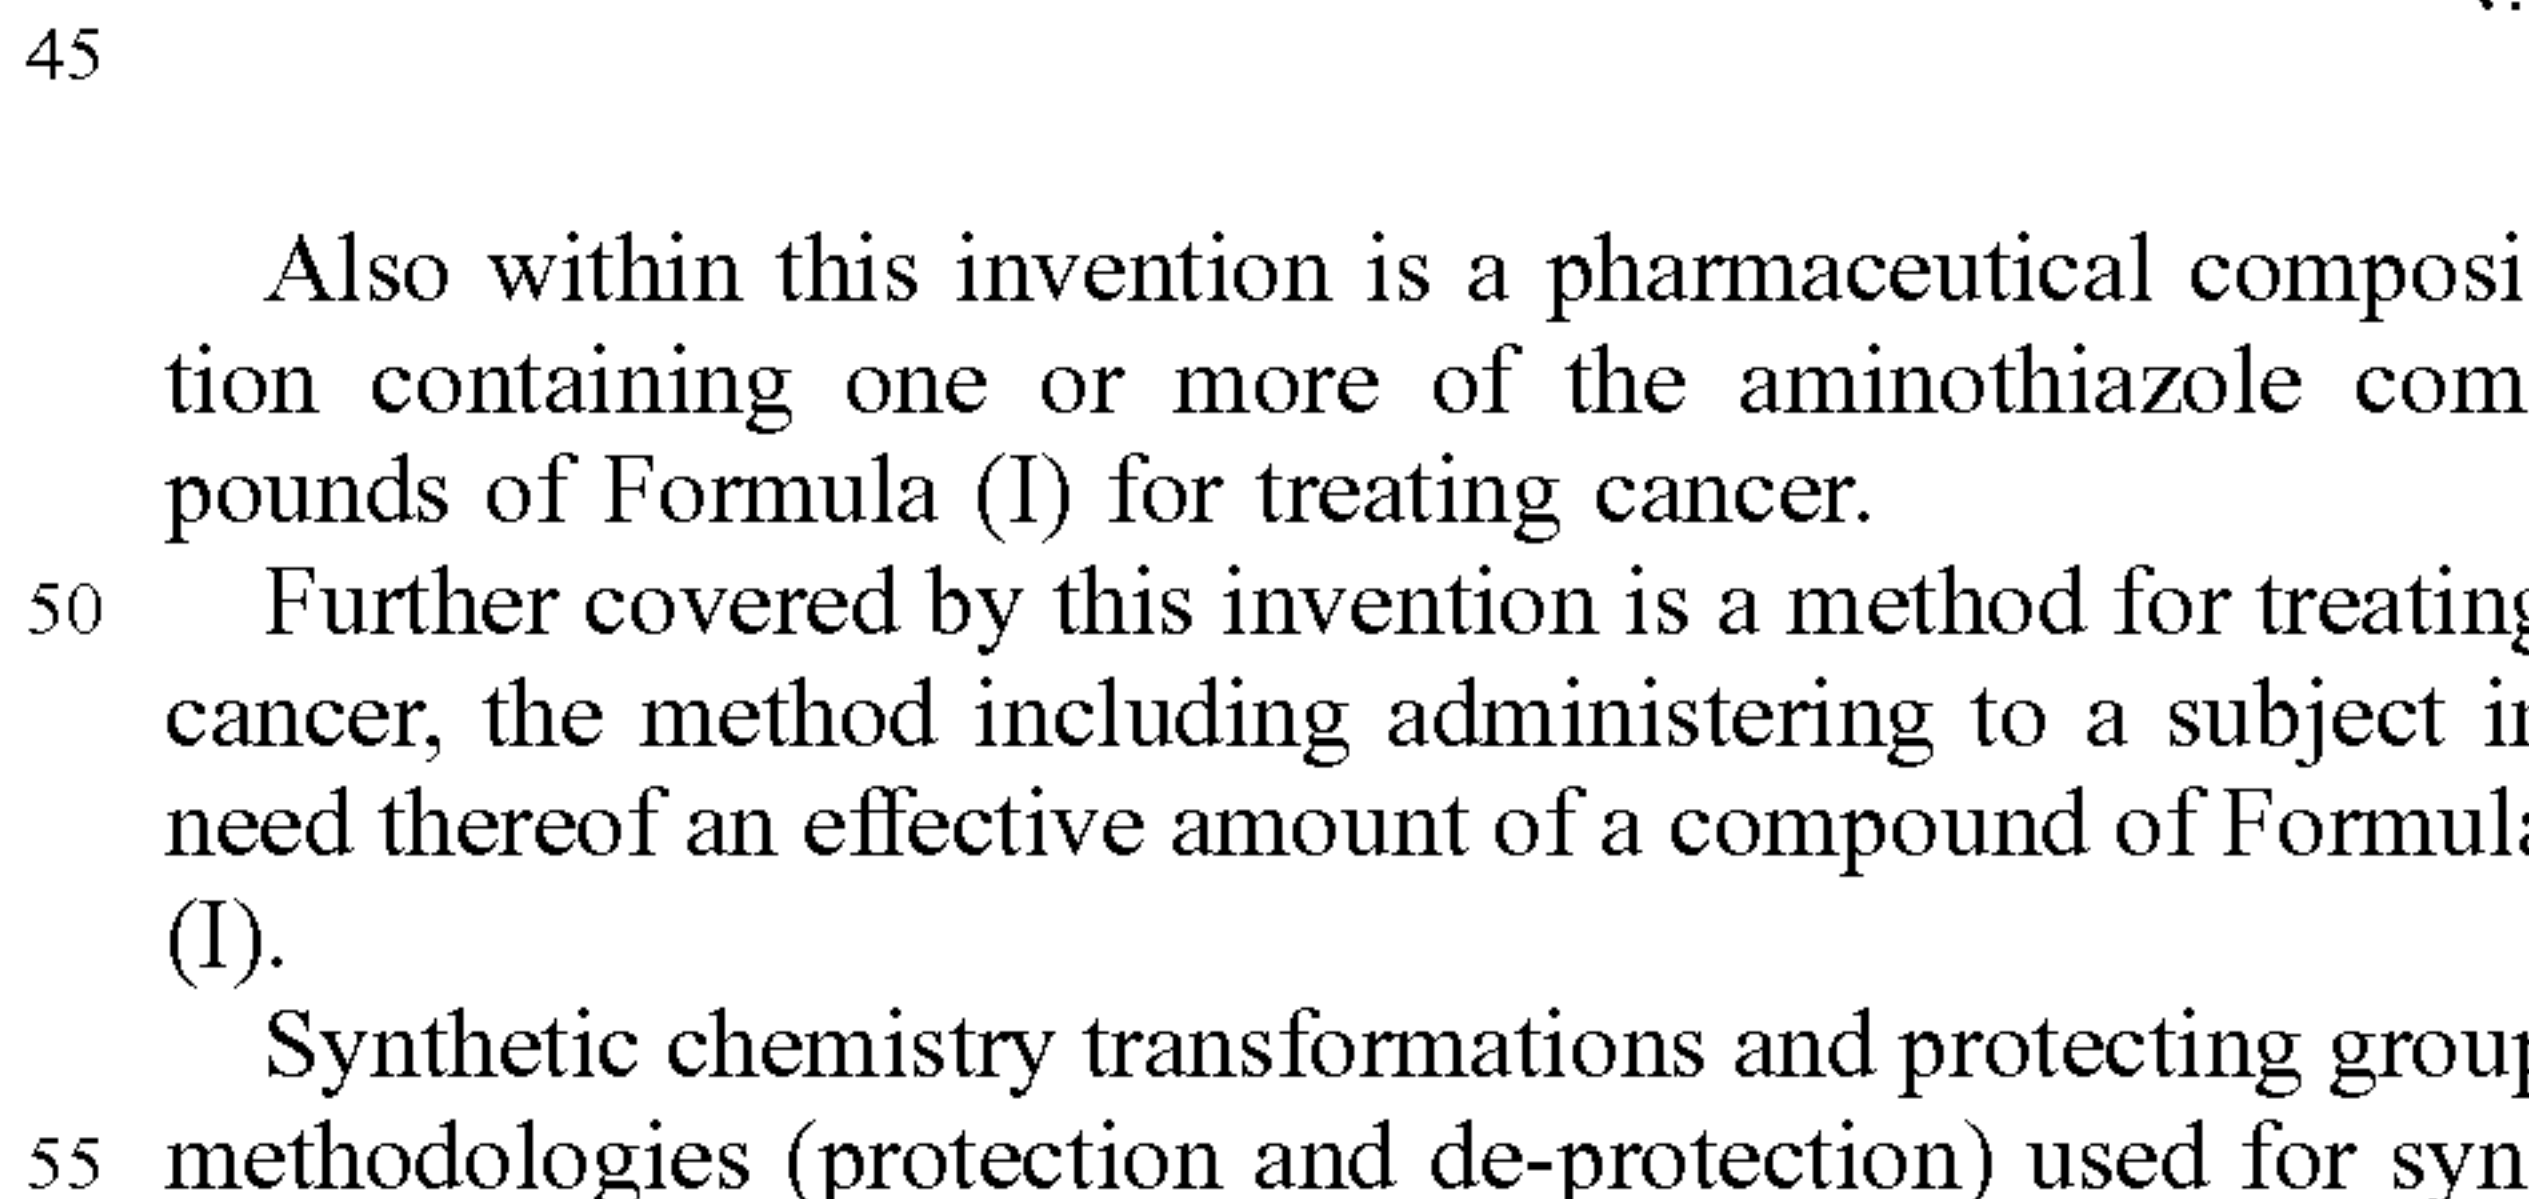 45
Also within this invention is a pharmaceutical composi
tion containing one or more of the aminothiazole com
pounds of Formula (I) for treating cancer.
50 Further covered by this invention is a method for treating
cancer, the method including administering to a subject in
need thereof an effective amount of a compound of Formula
(I).
Synthetic chemistry transformations and protecting group
55 methodologies (protection and de-protection) used for syn